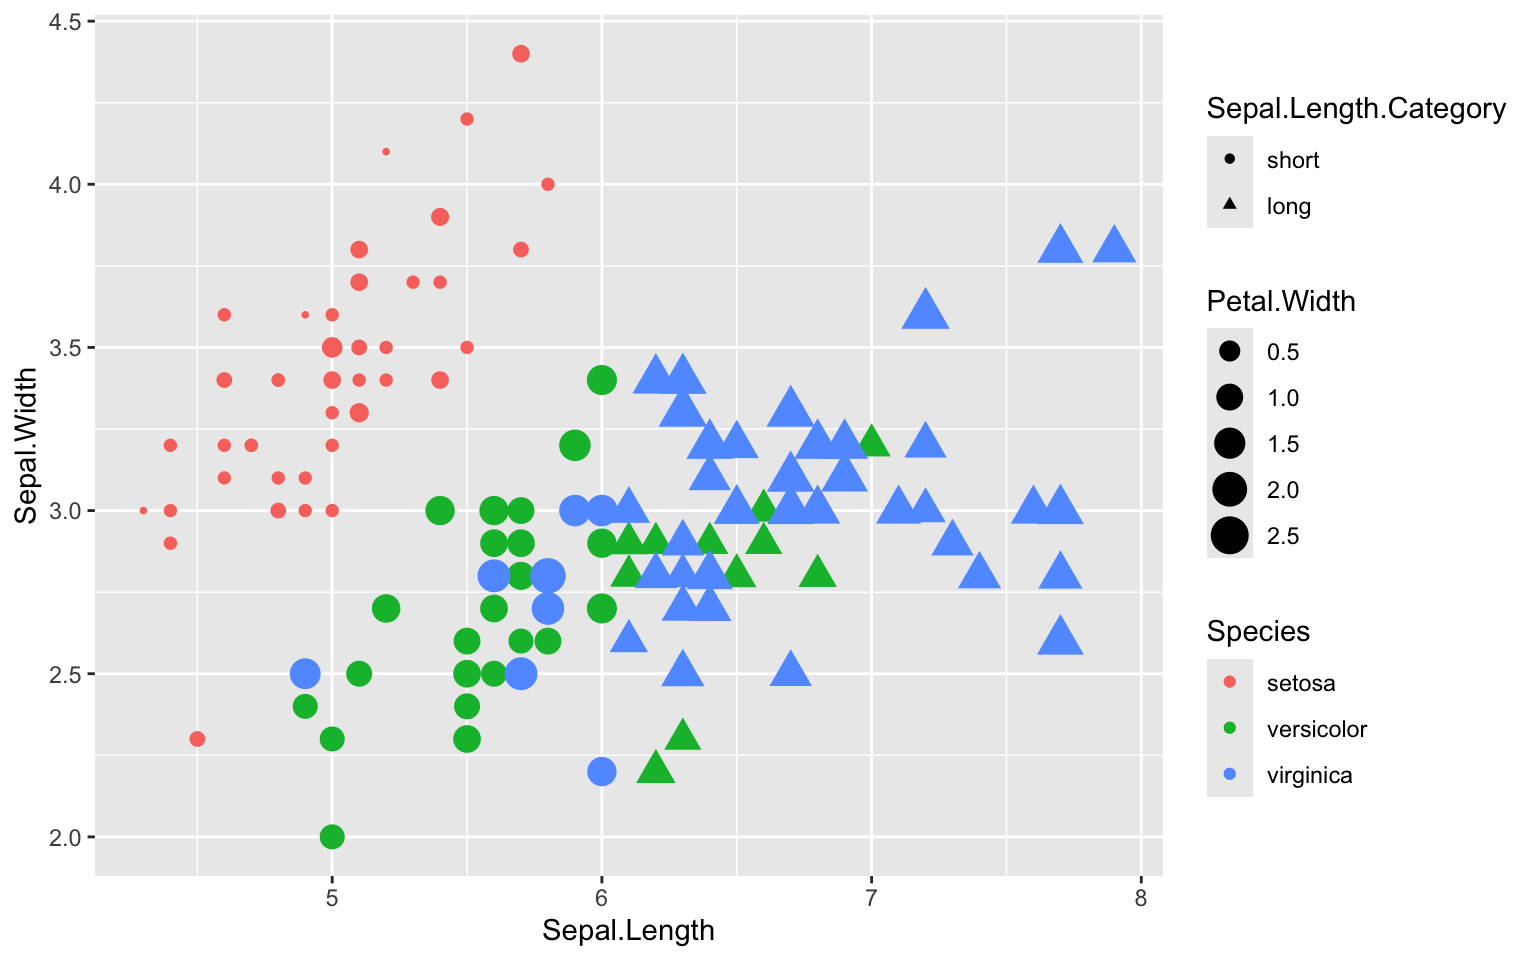 4.5
4.0
3.5
3.0
2.5
2.0
Sepal.Width
5 6 7 8
Sepal.Length
Sepal.Length.Category
short
long
Petal.Width
0.5
1.0
1.5
2.0
2.5
Species
setosa
versicolor
virginica